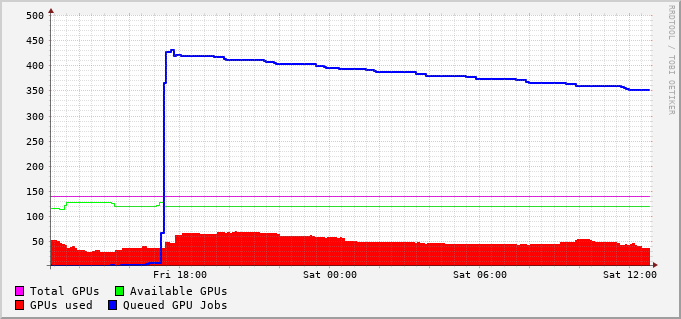 500
450
400
350
300
250
200
150
100
50
Fri 18:00 Sat 00:00 Sat 06:00 Sat 12:00
Total GPUs Available GPUs
GPUs used Queued GPU Jobs
RRDTOOL / TOBI OETIKER